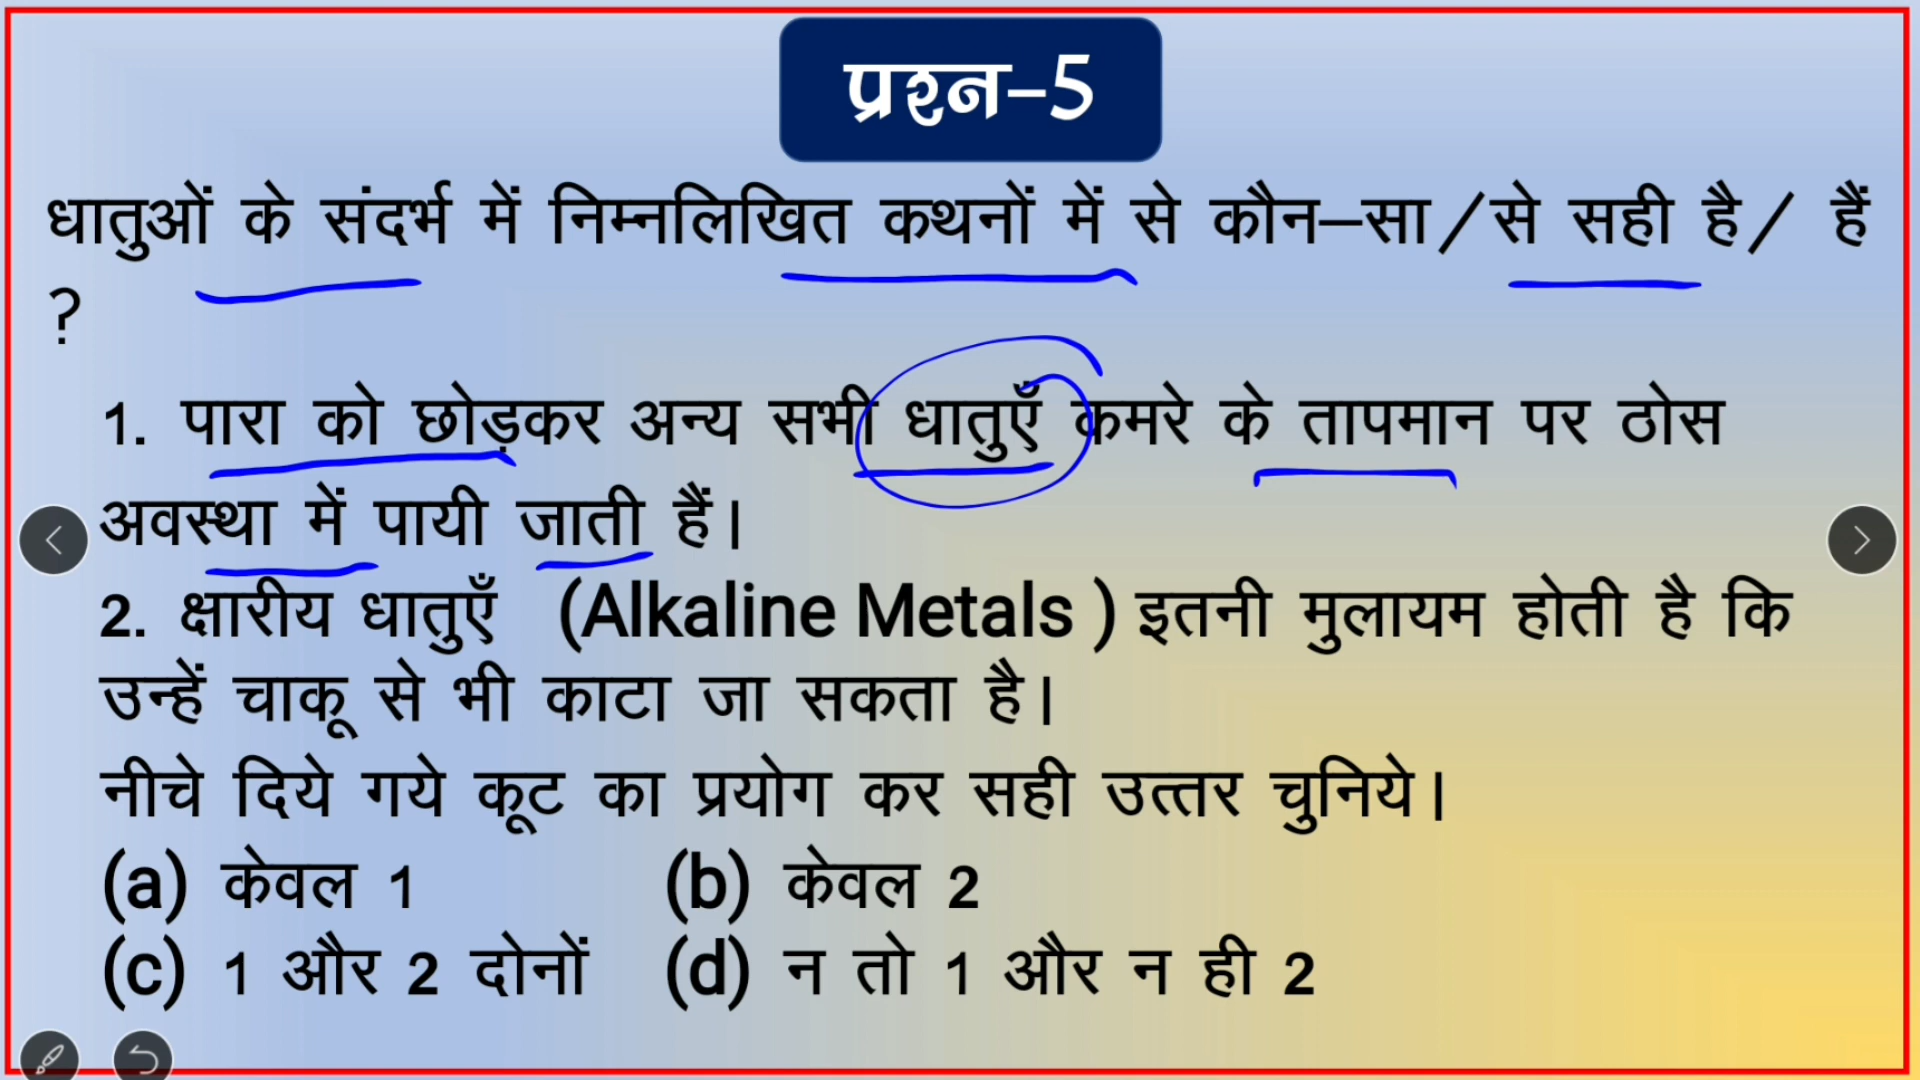 प्रश्न–5
धातुओं के संदर्भ में निम्नलिखित कथनों में से कौन–सा/से सही है/ हैं
?
1. पारा को छोड़कर अन्य सभी धातुएँ कमरे के तापमान पर ठोस
अवस्था में पायी जाती हैं।
2. क्षारीय धातुएँ (Alkaline Metals ) इतनी मुलायम होती है कि
उन्हें चाकू से भी काटा जा सकता है।
नीचे दिये गये कूट का प्रयोग कर सही उत्तर चुनिये।
(a) केवल 1 (b) केवल 2
(c) 1 और 2 दोनों (d) न तो 1 और न ही 2